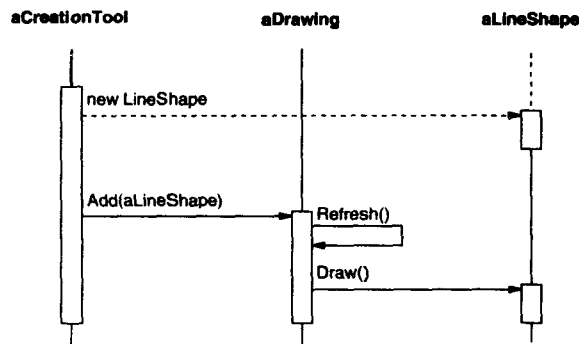 aCreationTool aDrawing aLineShape
new LineShape
Add(aLineShape)
Refresh()
Draw()